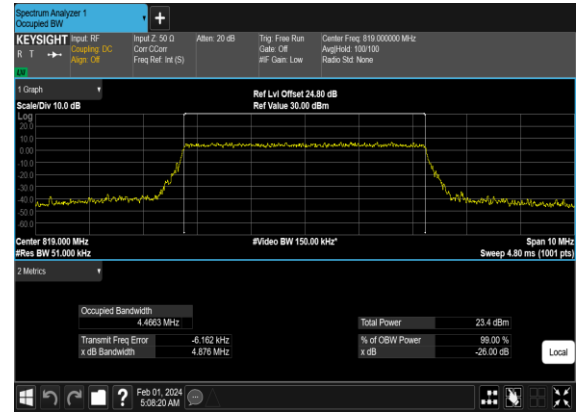 Spectrum Analyzer 1
Occupied BW
+
KEYSIGHT
R T
LXI
Input: RF
Coupling: DC
Align: Off
Input Z: 50 Ω
Corr CCorr
Freq Ref: Int (S)
Atten: 20 dB
Trig: Free Run
Gate: Off
#IF Gain: Low
Center Freq: 819.000000 MHz
Avg|Hold: 100/100
Radio Std: None
1 Graph
Scale/Div 10.0 dB
Ref Lvl Offset 24.80 dB
Ref Value 30.00 dBm
Log
20.0
10.0
0.00
-10.0
-20.0
-30.0
-40.0
-50.0
-60.0
Center 819.000 MHz
#Res BW 51.000 kHz
#Video BW 150.00 kHz*
Span 10 MHz
Sweep 4.80 ms (1001 pts)
2 Metrics
Occupied Bandwidth
4.4663 MHz
Transmit Freq Error -6.162 kHz
x dB Bandwidth 4.876 MHz
Total Power 23.4 dBm
% of OBW Power 99.00 %
x dB -26.00 dB
Local
?
Feb 01, 2024
5:08:20 AM